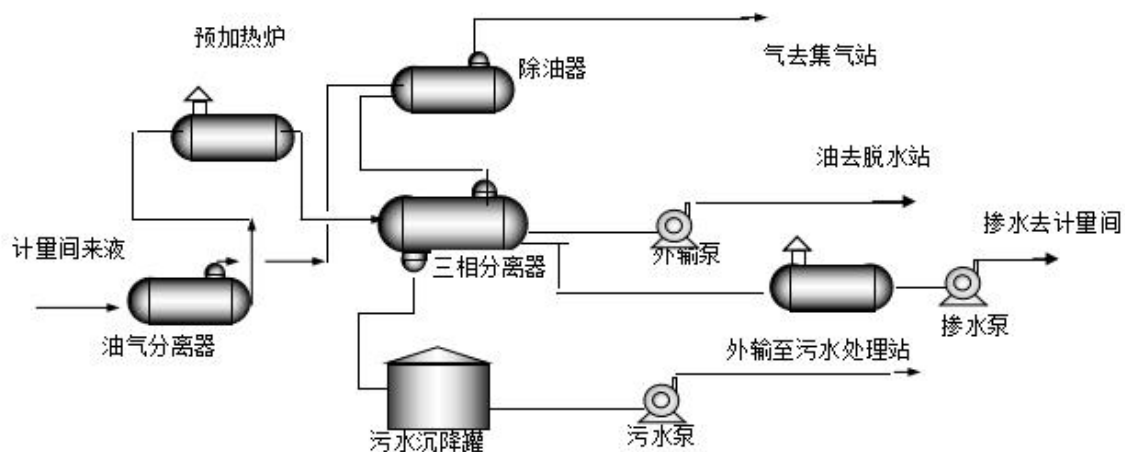 预加热炉
除油器
气去集气站
油去脱水站
计量间来液
掺水去计量间
三相分离器
外输泵
油气分离器
掺水泵
外输至污水处理站
污水沉降罐
污水泵